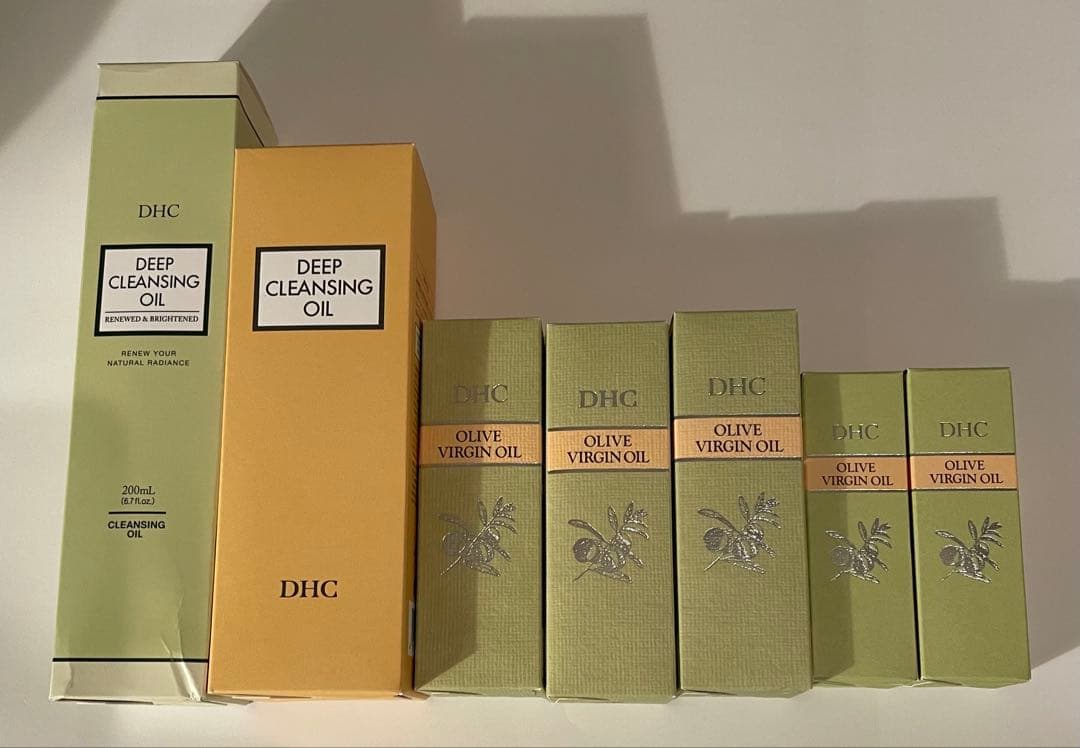 DHC
DEEP
CLEANSING
OIL
RENEWED & BRIGHTENED
RENEW YOUR
NATURAL RADIANCE
200mL
(6.7 fl.oz.)
CLEANSING
OIL
DEEP
CLEANSING
OIL
DHC
DHC
OLIVE
VIRGIN OIL
DHC
OLIVE
VIRGIN OIL
DHC
OLIVE
VIRGIN OIL
DHC
OLIVE
VIRGIN OIL
DHC
OLIVE
VIRGIN OIL